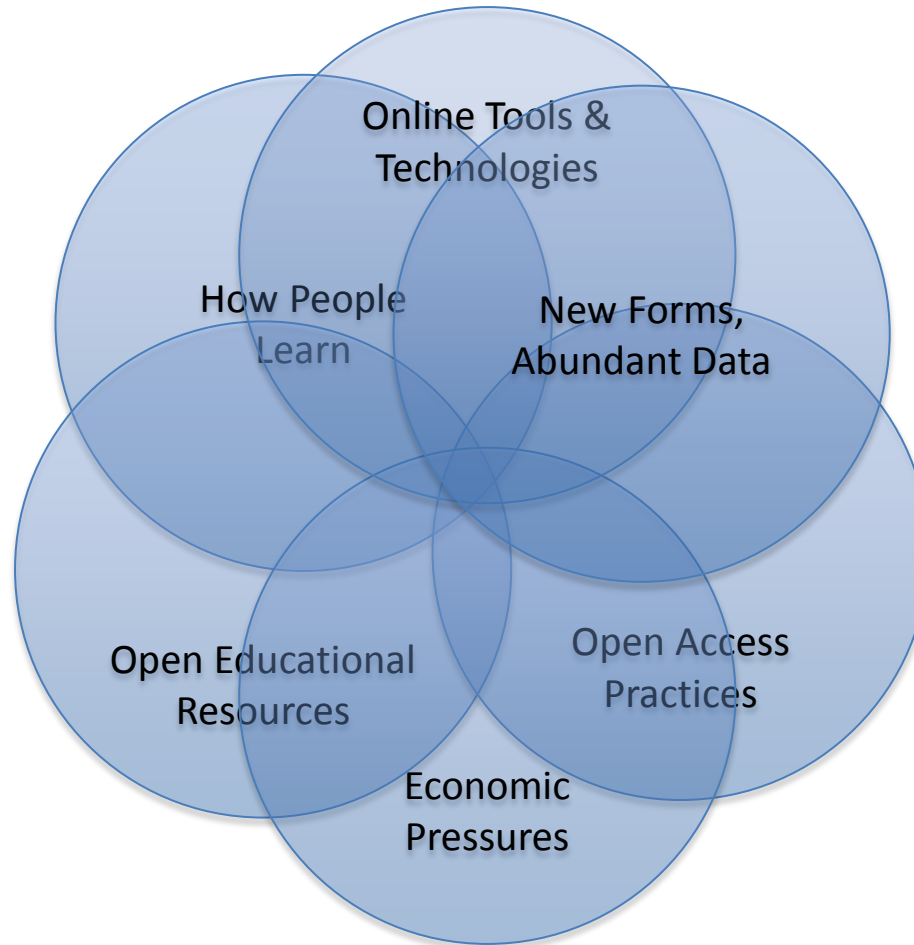 Online Tools &
Technologies
How People
Learn
New Forms,
Abundant Data
Open Educational
Resources
Open Access
Practices
Economic
Pressures